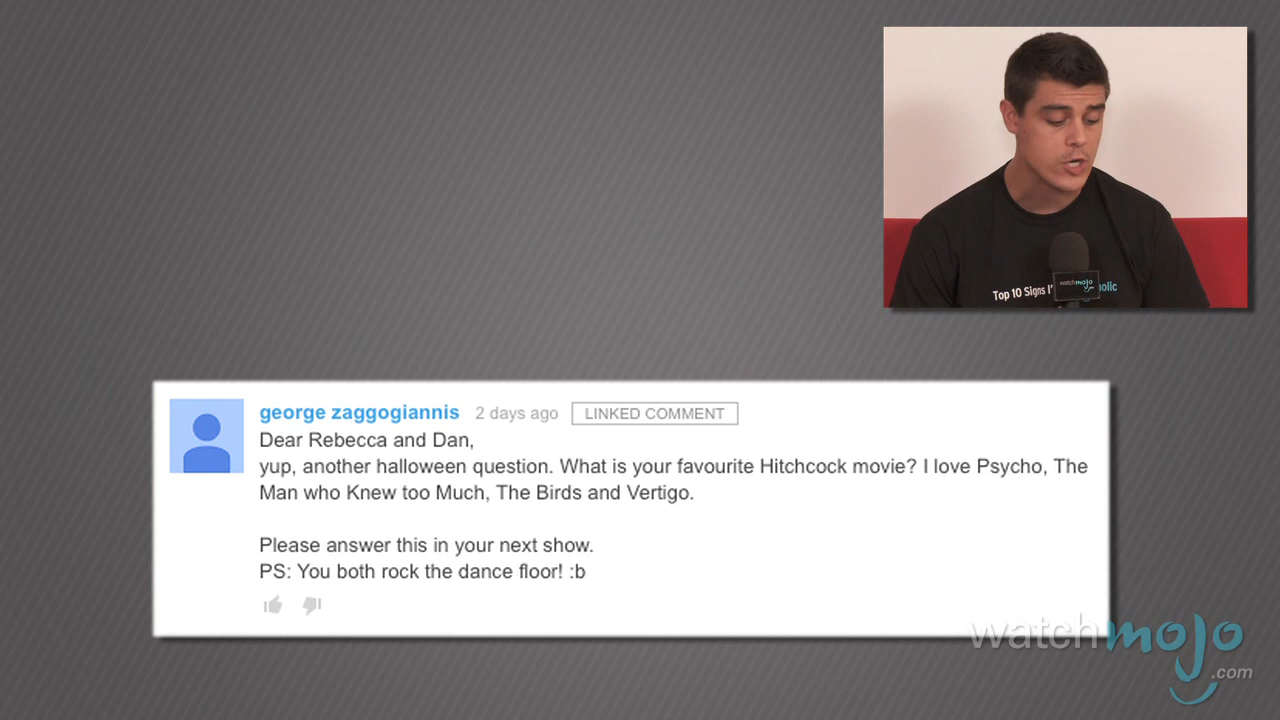 Top 10 Signs I'
holic
watchmojo
george zaggogiannis 2 days ago LINKED COMMENT
Dear Rebecca and Dan,
yup, another halloween question. What is your favourite Hitchcock movie? I love Psycho, The
Man who Knew too Much, The Birds and Vertigo.
Please answer this in your next show.
PS: You both rock the dance floor! :b
watchmojo
.com